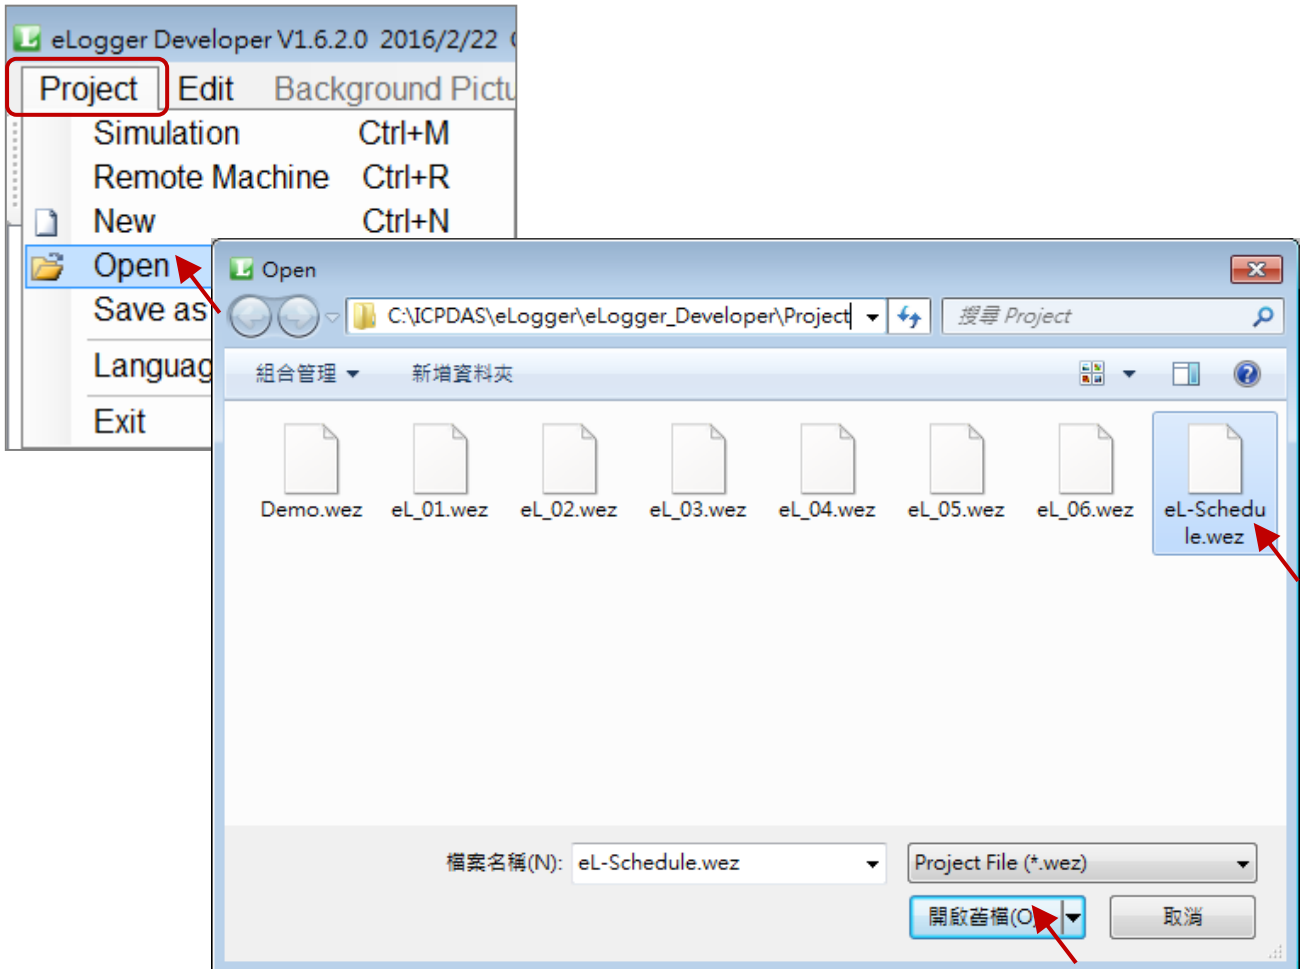 eLogger Developer V1.6.2.0 2016/2/22
Project Edit Background Pictu
Simulation Ctrl+M
Remote Machine Ctrl+R
New Ctrl+N
Open
Save as
Languag
Exit
Open
C:\ICPDAS\eLogger\eLogger_Developer\Project
搜尋 Project
組合管理 新增資料夾
Demo.wez eL_01.wez eL_02.wez eL_03.wez eL_04.wez eL_05.wez eL_06.wez eL-Schedu
le.wez
檔案名稱(N): eL-Schedule.wez Project File (*.wez)
開啟舊檔(O) 取消